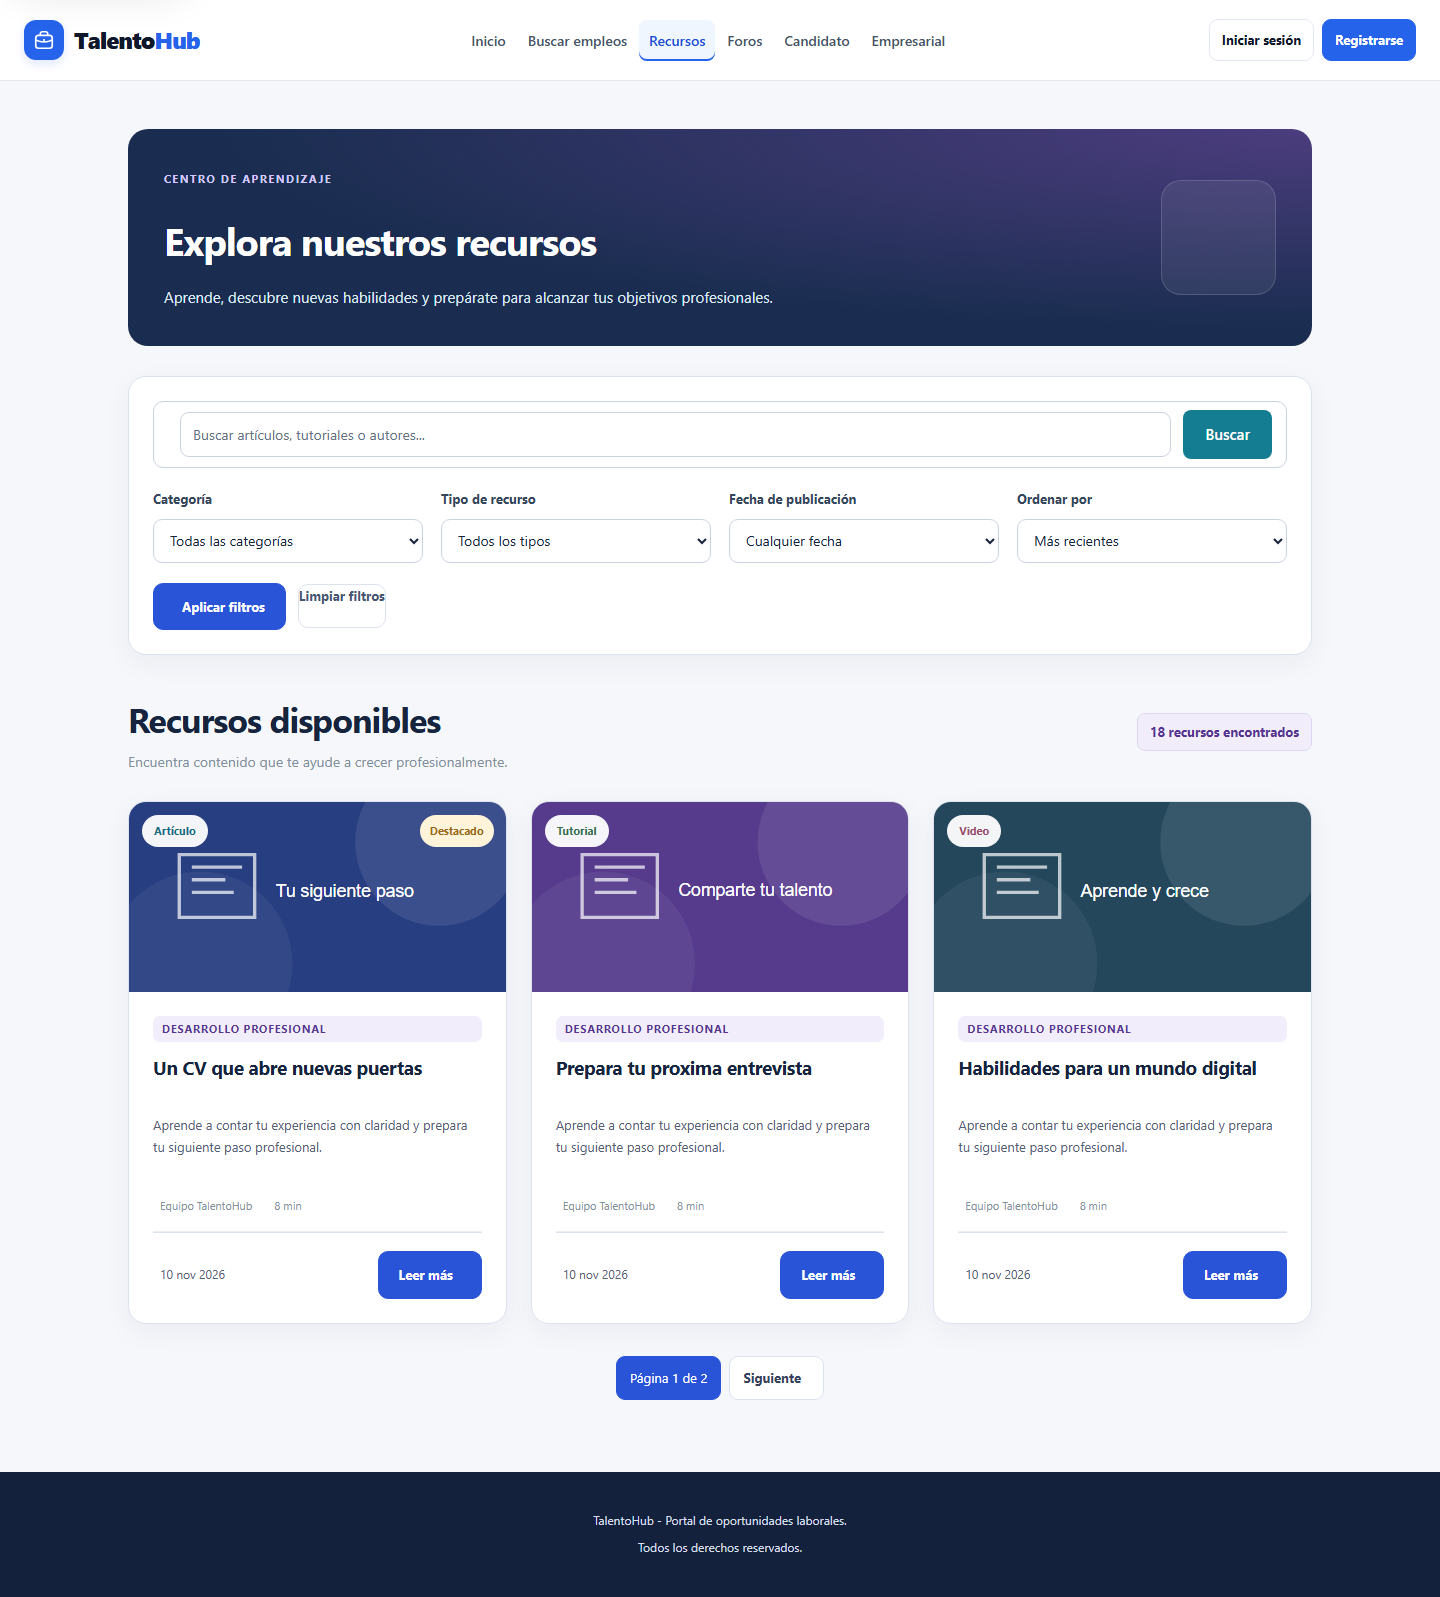 TalentoHub
Inicio
Buscar empleos
Recursos
Foros
Candidato
Empresarial
Iniciar sesión
Registrarse
CENTRO DE APRENDIZAJE
Explora nuestros recursos
Aprende, descubre nuevas habilidades y prepárate para alcanzar tus objetivos profesionales.
Buscar artículos, tutoriales o autores...
Buscar
Categoría
Tipo de recurso
Fecha de publicación
Ordenar por
Todas las categorías
Todos los tipos
Cualquier fecha
Más recientes
Aplicar filtros
Limpiar filtros
Recursos disponibles
Encuentra contenido que te ayude a crecer profesionalmente.
18 recursos encontrados
Artículo
Destacado
Tu siguiente paso
DESARROLLO PROFESIONAL
Un CV que abre nuevas puertas
Aprende a contar tu experiencia con claridad y prepara
tu siguiente paso profesional.
Equipo TalentoHub
8 min
10 nov 2026
Leer más
Tutorial
Comparte tu talento
DESARROLLO PROFESIONAL
Prepara tu proxima entrevista
Aprende a contar tu experiencia con claridad y prepara
tu siguiente paso profesional.
Equipo TalentoHub
8 min
10 nov 2026
Leer más
Video
Aprende y crece
DESARROLLO PROFESIONAL
Habilidades para un mundo digital
Aprende a contar tu experiencia con claridad y prepara
tu siguiente paso profesional.
Equipo TalentoHub
8 min
10 nov 2026
Leer más
Página 1 de 2
Siguiente
TalentoHub - Portal de oportunidades laborales.
Todos los derechos reservados.